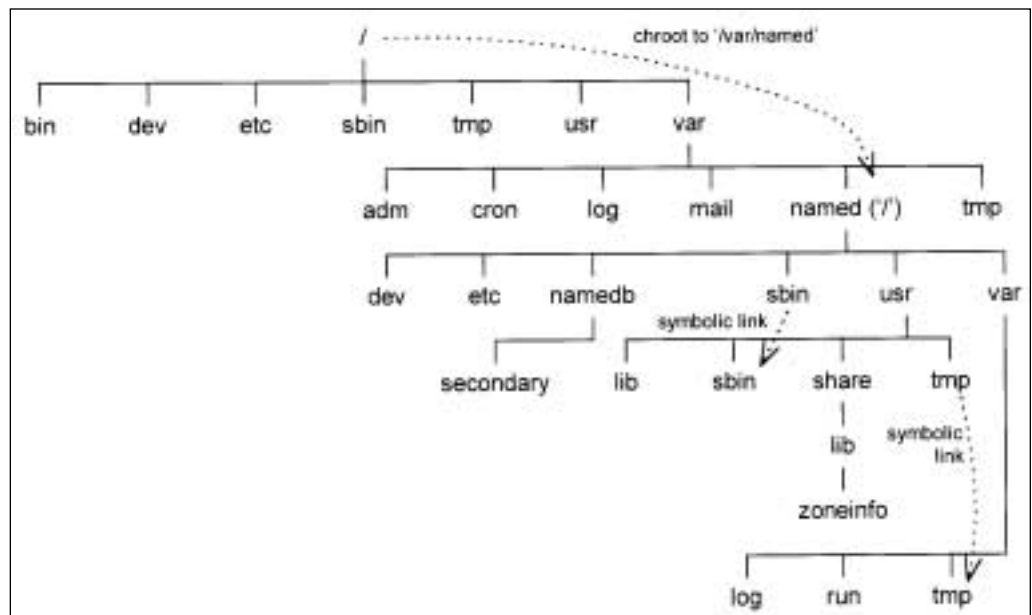 / chroot to '/var/named'
bin dev etc sbin tmp usr var
adm cron log mail named ('/') tmp
dev etc namedb sbin usr var
symbolic link
secondary lib sbin share tmp
lib symbolic
link
zoneinfo
log run tmp